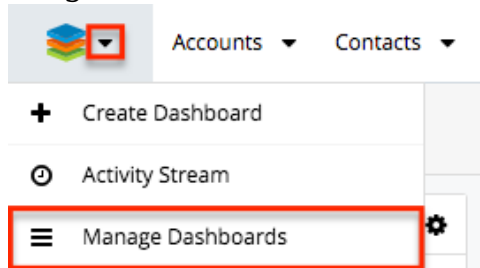 Accounts Contacts
Create Dashboard
Activity Stream
Manage Dashboards